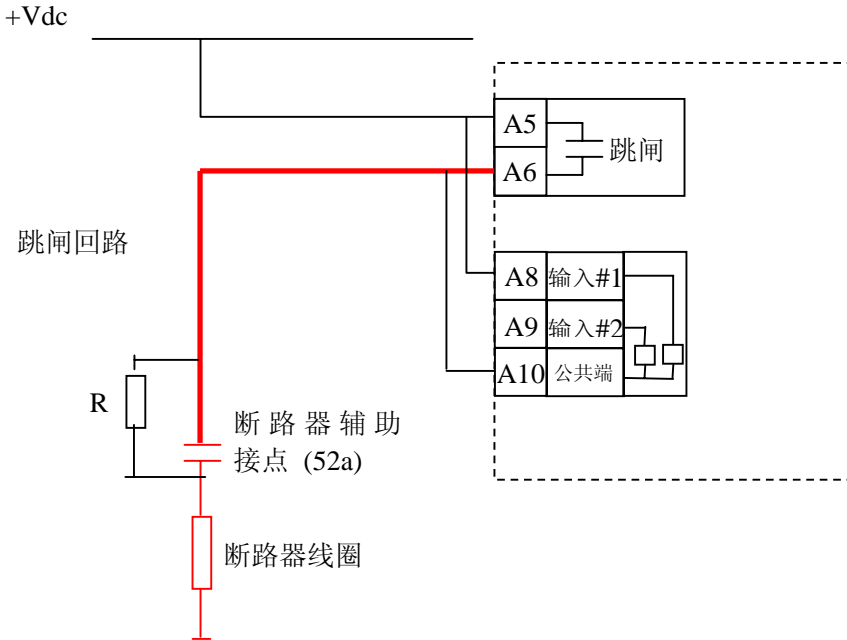 +Vdc
A5
跳闸
A6
跳闸回路
A8 输入#1
A9 输入#2
A10 公共端
R
断路器辅助
接点 (52a)
断路器线圈